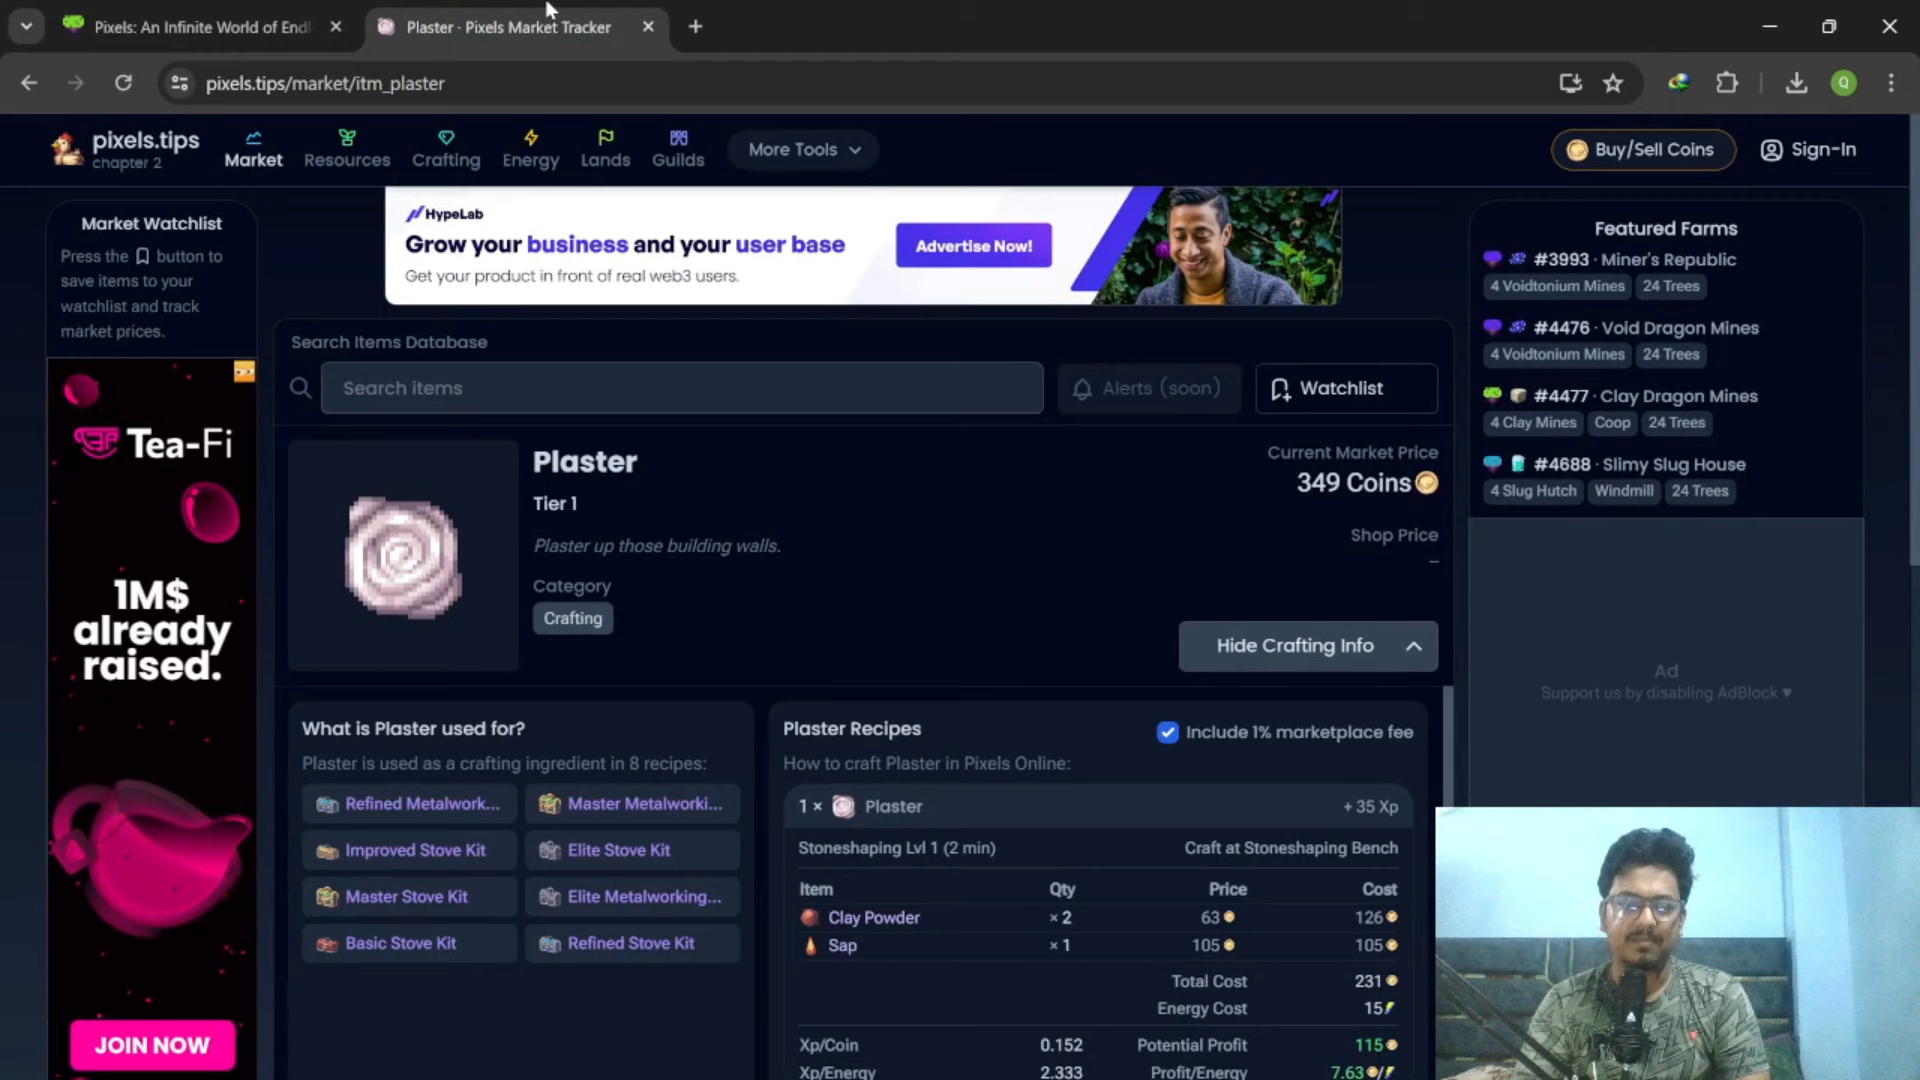 Pixels: An Infinite World of Endl
Plaster · Pixels Market Tracker
pixels.tips/market/itm_plaster
Q
pixels.tips
chapter 2
Market
Resources
Crafting
Energy
Lands
Guilds
More Tools
Buy/Sell Coins
Sign-In
Market Watchlist
Press the button to
save items to your
watchlist and track
market prices.
Tea-Fi
1M$
already
raised.
JOIN NOW
HypeLab
Grow your business and your user base
Get your product in front of real web3 users.
Advertise Now!
Search Items Database
Search items
Alerts (soon)
Watchlist
Plaster
Tier 1
Plaster up those building walls.
Category
Crafting
Current Market Price
349 Coins
Shop Price
–
Hide Crafting Info
What is Plaster used for?
Plaster is used as a crafting ingredient in 8 recipes:
Refined Metalwork...
Master Metalworki...
Improved Stove Kit
Elite Stove Kit
Master Stove Kit
Elite Metalworking...
Basic Stove Kit
Refined Stove Kit
Plaster Recipes
Include 1% marketplace fee
How to craft Plaster in Pixels Online:
1 × Plaster + 35 Xp
Stoneshaping Lvl 1 (2 min) Craft at Stoneshaping Bench
Item Qty Price Cost
Clay Powder × 2 63 126
Sap × 1 105 105
Total Cost 231
Energy Cost 15
Xp/Coin 0.152 Potential Profit 115
Xp/Energy 2.333 Profit/Energy 7.63/
Featured Farms
#3993 · Miner's Republic
4 Voidtonium Mines 24 Trees
#4476 · Void Dragon Mines
4 Voidtonium Mines 24 Trees
#4477 · Clay Dragon Mines
4 Clay Mines Coop 24 Trees
#4688 · Slimy Slug House
4 Slug Hutch Windmill 24 Trees
Ad
Support us by disabling AdBlock ♥